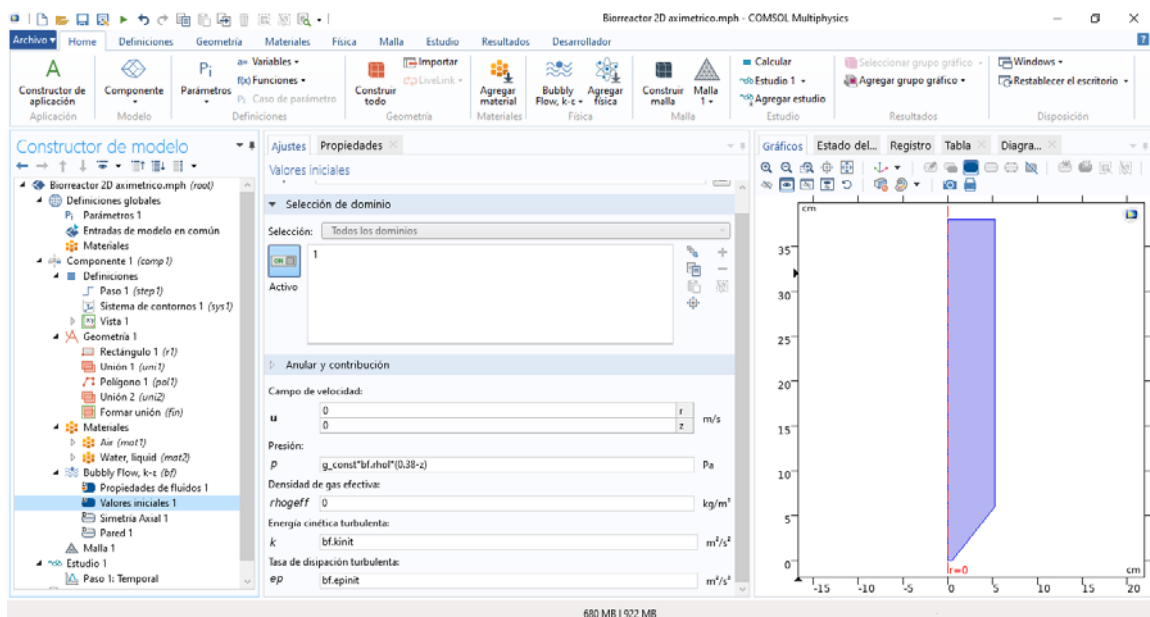 Biorreactor 2D aximetrico.mph - COMSOL Multiphysics
Archivo Home Definiciones Geometría Materiales Física Malla Estudio Resultados Desarrollador
Constructor de aplicación
Aplicación
Componente
Modelo
Pi Parámetros
a= Variables
f(x) Funciones
Pi Caso de parámetro
Definiciones
Construir todo
Importar
LiveLink
Geometría
Agregar material
Materiales
Bubbly Flow, k-ε
Agregar física
Física
Construir malla
Malla 1
Malla
Calcular
Estudio 1
Agregar estudio
Estudio
Seleccionar grupo gráfico
Agregar grupo gráfico
Resultados
Windows
Restablecer el escritorio
Disposición
Constructor de modelo
Biorreactor 2D aximetrico.mph (root)
Definiciones globales
Pi Parámetros 1
Entradas de modelo en común
Materiales
Componente 1 (comp1)
Definiciones
Paso 1 (step1)
Sistema de contornos 1 (sys1)
Vista 1
Geometría 1
Rectángulo 1 (r1)
Unión 1 (uni1)
Polígono 1 (pol1)
Unión 2 (uni2)
Formar unión (fin)
Materiales
Air (mat1)
Water, liquid (mat2)
Bubbly Flow, k-ε (bf)
Propiedades de fluidos 1
Valores iniciales 1
Simetría Axial 1
Pared 1
Malla 1
Estudio 1
Paso 1: Temporal
Ajustes Propiedades
Valores iniciales
Selección de dominio
Selección: Todos los dominios
ON
1
Activo
Anular y contribución
Campo de velocidad:
u
0 r
0 z
m/s
Presión:
p g_const*bf.rhol*(0.38-z) Pa
Densidad de gas efectiva:
rhogeff 0 kg/m³
Energía cinética turbulenta:
k bf.kinit m²/s²
Tasa de disipación turbulenta:
ep bf.epinit m²/s³
Gráficos Estado del... Registro Tabla Diagra...
cm
35
30
25
20
15
10
5
0
r=0
cm
-15 -10 -5 0 5 10 15 20
680 MB | 922 MB